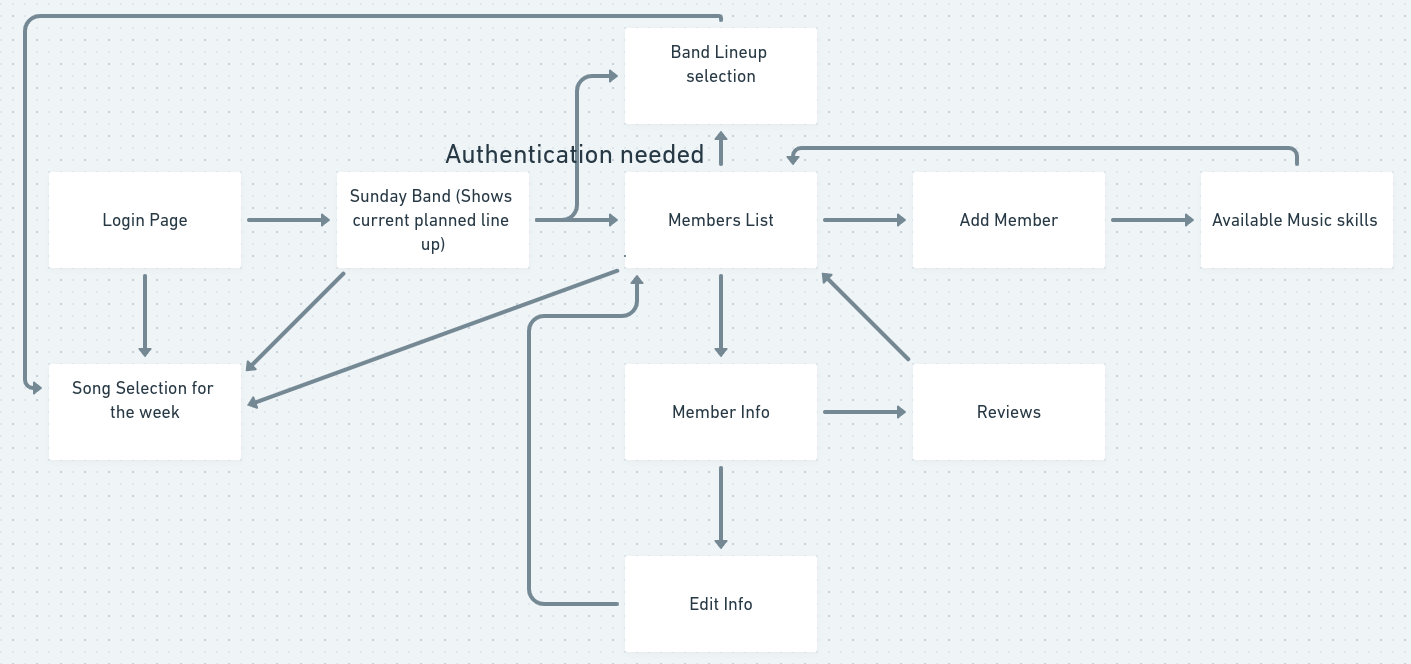 Band Lineup
selection
Authentication needed
Login Page
Sunday Band (Shows
current planned line
up)
Members List
Add Member
Available Music skills
Song Selection for
the week
Member Info
Reviews
Edit Info